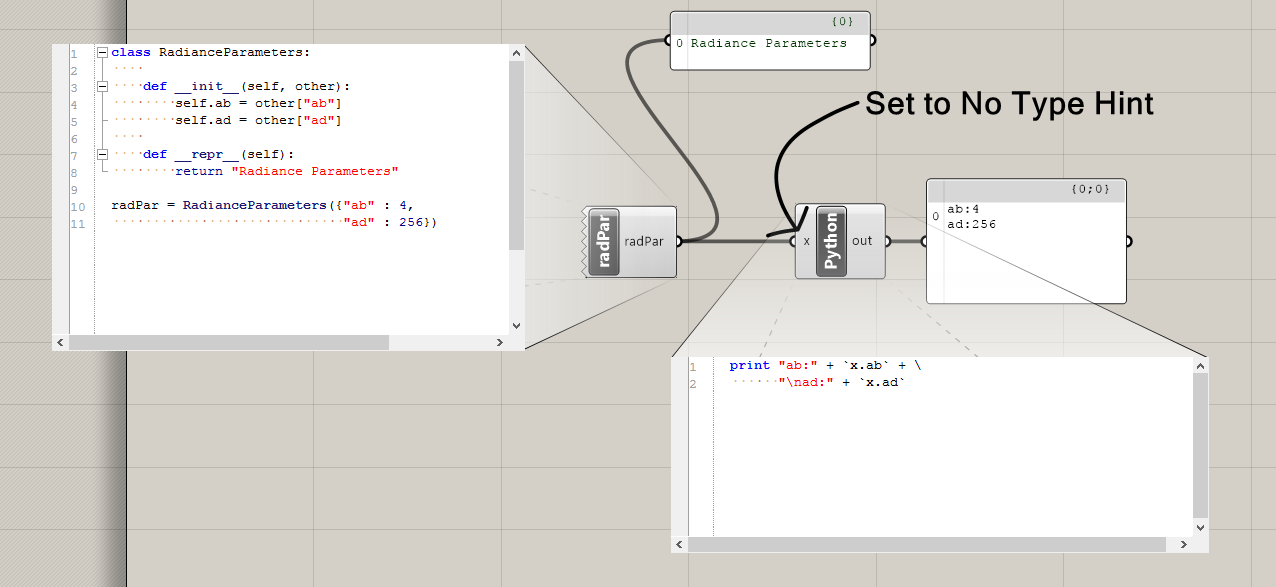 1 class RadianceParameters:
2
3 def __init__(self, other):
4 self.ab = other["ab"]
5 self.ad = other["ad"]
6
7 def __repr__(self):
8 return "Radiance Parameters"
9
10 radPar = RadianceParameters({"ab" : 4,
11 "ad" : 256})
{0}
0 Radiance Parameters
Set to No Type Hint
radPar radPar
x Python out
{0;0}
0 ab:4
ad:256
1 print "ab:" + `x.ab` + \
2 "\nad:" + `x.ad`